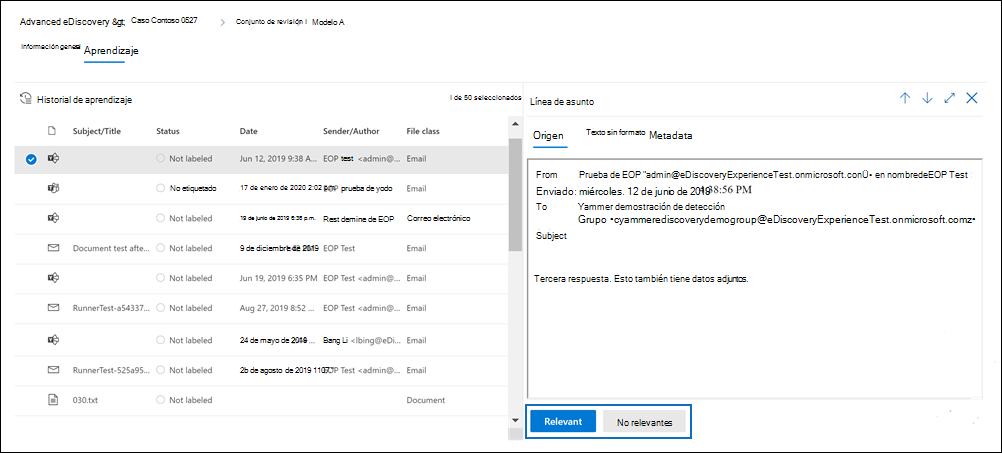 Advanced eDiscovery &gt; Caso Contoso 0527 > Conjunto de revisión I Modelo A
Información general Aprendizaje
Historial de aprendizaje
I de 50 seleccionados
Subject/Title Status Date Sender/Author File class
Not labeled Jun 12, 2019 9:38 A... EOP test <admin@... Email
No etiquetado 17 de enero de 2020 2:02 prueba de yodo Email
Not labeled 19 de junio de 2019 6:36 p.m. Rest demine de EOP Correo electrónico
Document test afte... Not labeled 9 de diciembre EOP Test Email
Not labeled Jun 19, 2019 6:35 PM EOP Test <admin@... Email
RunnerTest-a54337... Not labeled Aug 27, 2019 8:52 ... EOP Test <admin@... Email
Not labeled 24 de mayo de 2019 Bang Li <lbing@eDi... Email
RunnerTest-525a95... Not labeled 2b de agosto de 2019 EOP Test <admin@... Email
030.txt Not labeled Document
Línea de asunto
Origen Texto sin formato Metadata
From Prueba de EOP "admin@eDiscoveryExperienceTest.onmicrosoft.conÜ• en nombredeEOP Test
Enviado: miércoles. 12 de junio de 2019 :38:56 PM
To Yammer demostración de detección
Grupo •cyammerediscoverydemogroup@eDiscoveryExperienceTest.onmicrosoft.comz•
Subject
Tercera respuesta. Esto también tiene datos adjuntos.
Relevant No relevantes